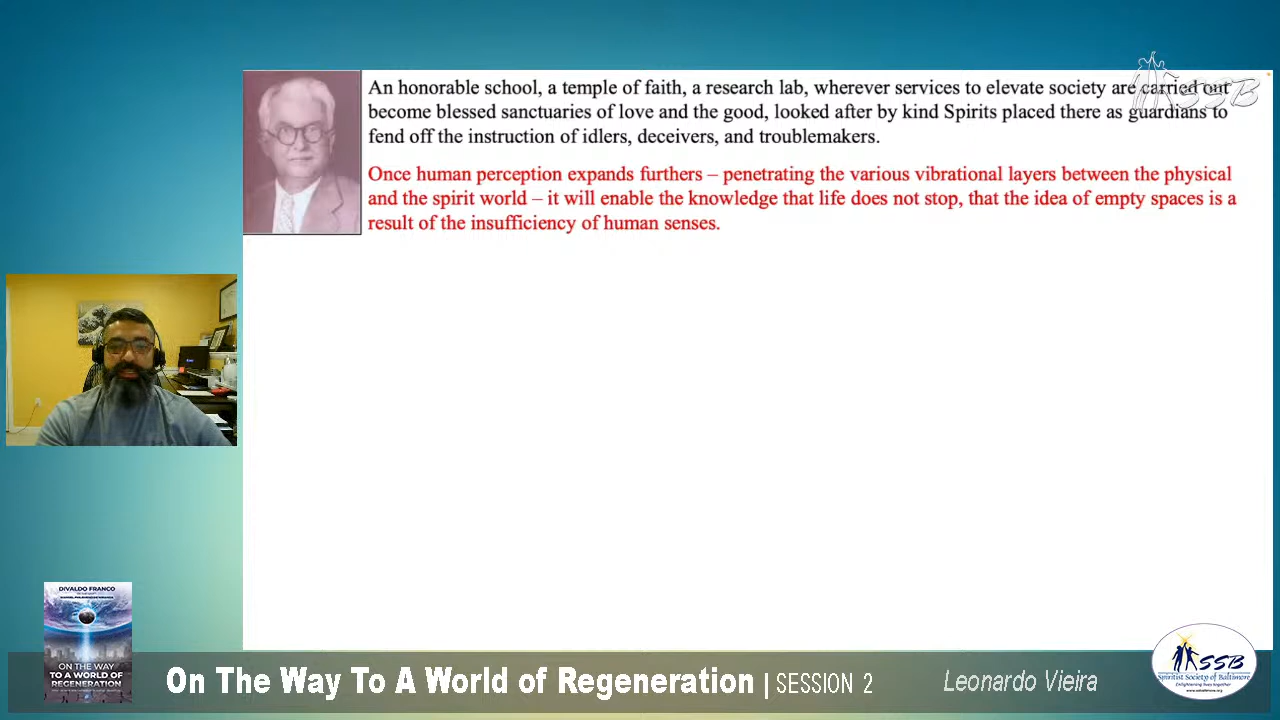 An honorable school, a temple of faith, a research lab, wherever services to elevate society are carried out
become blessed sanctuaries of love and the good, looked after by kind Spirits placed there as guardians to
fend off the instruction of idlers, deceivers, and troublemakers.
Once human perception expands furthers – penetrating the various vibrational layers between the physical
and the spirit world – it will enable the knowledge that life does not stop, that the idea of empty spaces is a
result of the insufficiency of human senses.
SSB
DIVALDO FRANCO
ON THE WAY
TO A WORLD OF
REGENERATION
On The Way To A World of Regeneration | SESSION 2
Leonardo Vieira
SSB
Spiritist Society of Baltimore
Enlightening lives together